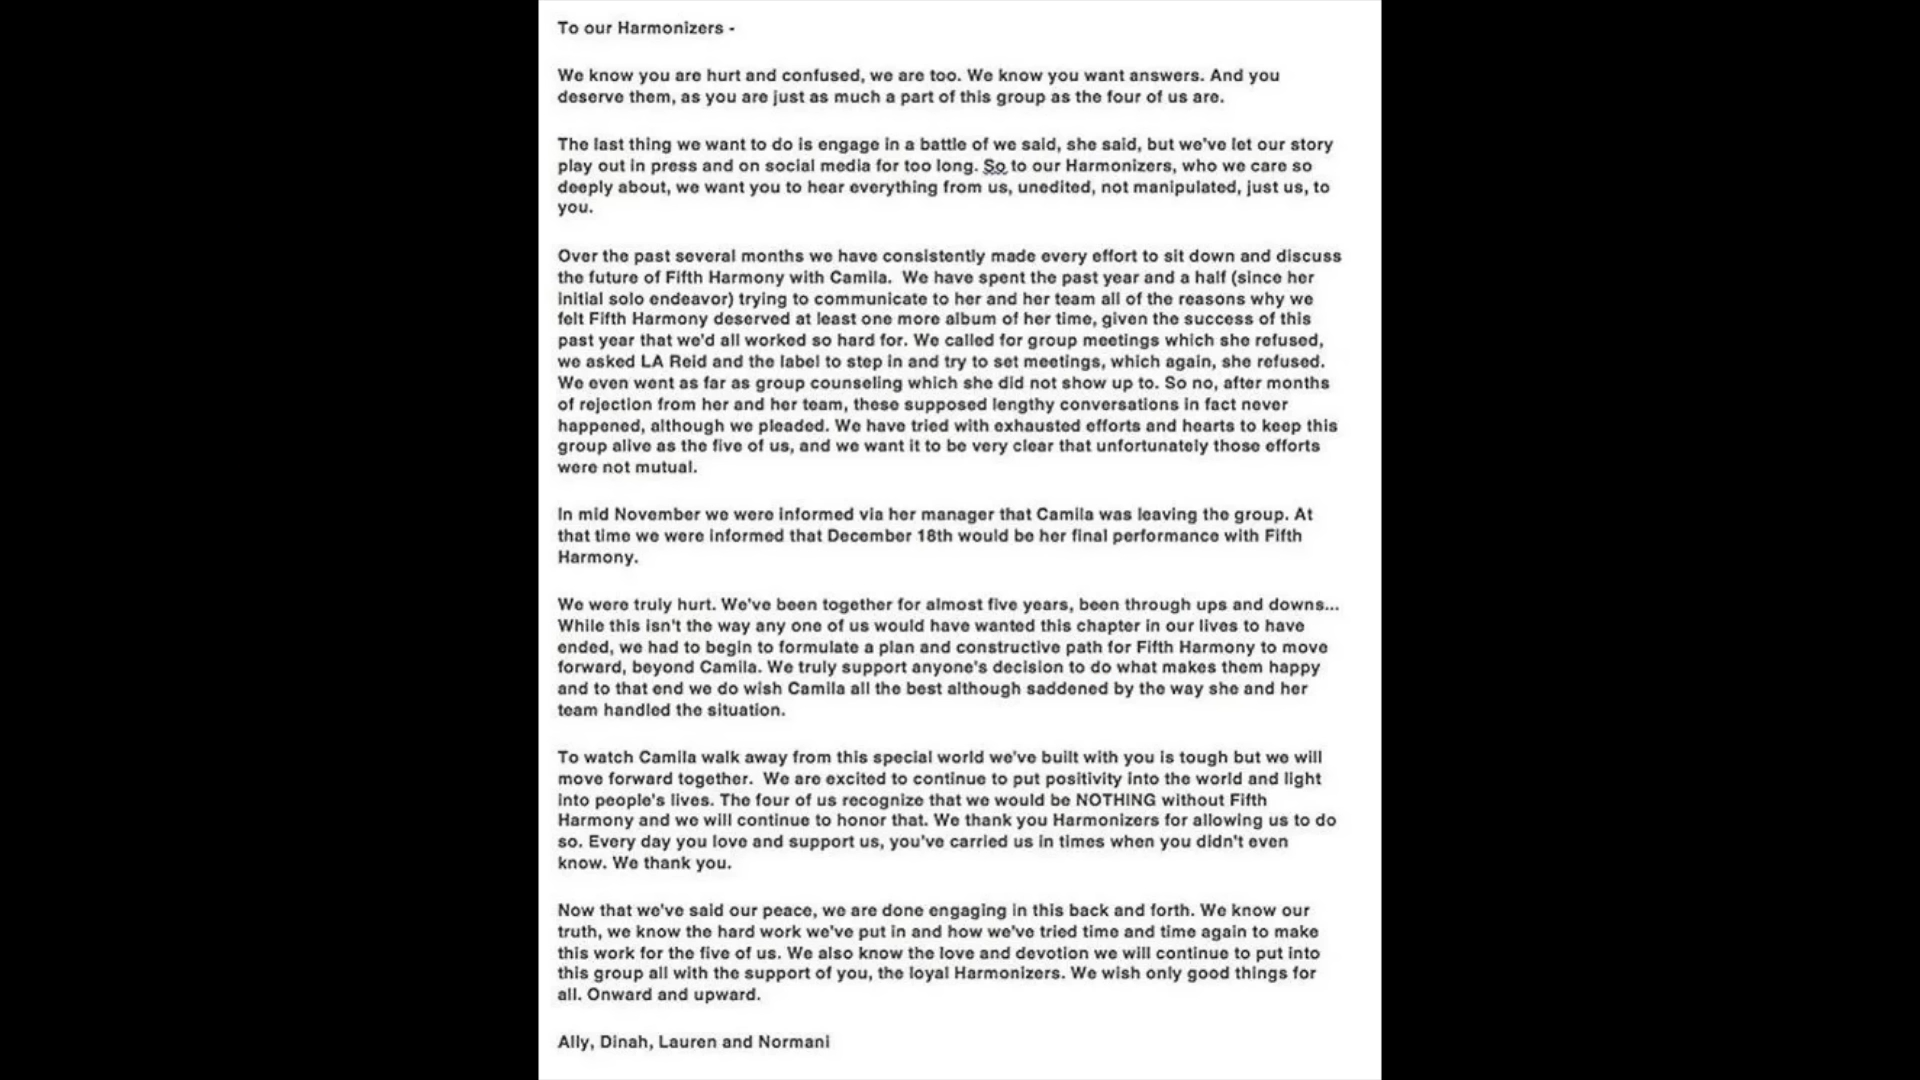 To our Harmonizers -
We know you are hurt and confused, we are too. We know you want answers. And you
deserve them, as you are just as much a part of this group as the four of us are.
The last thing we want to do is engage in a battle of we said, she said, but we've let our story
play out in press and on social media for too long. So to our Harmonizers, who we care so
deeply about, we want you to hear everything from us, unedited, not manipulated, just us, to
you.
Over the past several months we have consistently made every effort to sit down and discuss
the future of Fifth Harmony with Camila. We have spent the past year and a half (since her
initial solo endeavor) trying to communicate to her and her team all of the reasons why we
felt Fifth Harmony deserved at least one more album of her time, given the success of this
past year that we'd all worked so hard for. We called for group meetings which she refused,
we asked LA Reid and the label to step in and try to set meetings, which again, she refused.
We even went as far as group counseling which she did not show up to. So no, after months
of rejection from her and her team, these supposed lengthy conversations in fact never
happened, although we pleaded. We have tried with exhausted efforts and hearts to keep this
group alive as the five of us, and we want it to be very clear that unfortunately those efforts
were not mutual.
In mid November we were informed via her manager that Camila was leaving the group. At
that time we were informed that December 18th would be her final performance with Fifth
Harmony.
We were truly hurt. We've been together for almost five years, been through ups and downs...
While this isn't the way any one of us would have wanted this chapter in our lives to have
ended, we had to begin to formulate a plan and constructive path for Fifth Harmony to move
forward, beyond Camila. We truly support anyone's decision to do what makes them happy
and to that end we do wish Camila all the best although saddened by the way she and her
team handled the situation.
To watch Camila walk away from this special world we've built with you is tough but we will
move forward together. We are excited to continue to put positivity into the world and light
into people's lives. The four of us recognize that we would be NOTHING without Fifth
Harmony and we will continue to honor that. We thank you Harmonizers for allowing us to do
so. Every day you love and support us, you've carried us in times when you didn't even
know. We thank you.
Now that we've said our peace, we are done engaging in this back and forth. We know our
truth, we know the hard work we've put in and how we've tried time and time again to make
this work for the five of us. We also know the love and devotion we will continue to put into
this group all with the support of you, the loyal Harmonizers. We wish only good things for
all. Onward and upward.
Ally, Dinah, Lauren and Normani